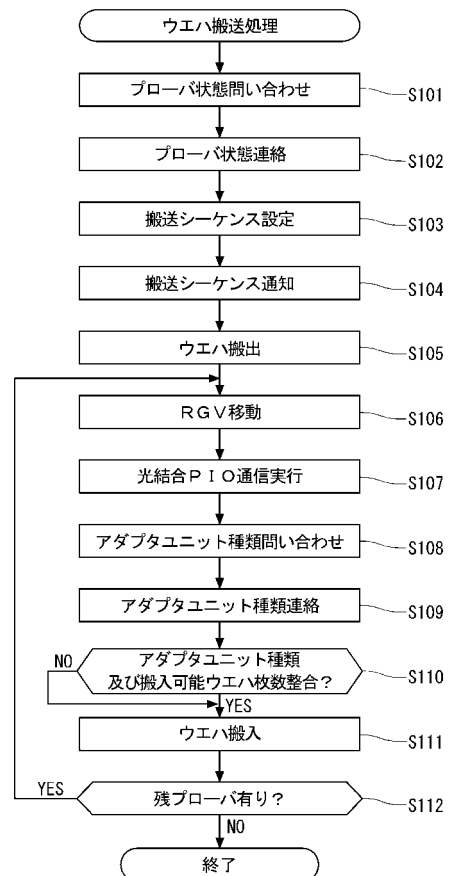 ウエハ搬送処理
プローバ状態問い合わせ
S101
プローバ状態連絡
S102
搬送シーケンス設定
S103
搬送シーケンス通知
S104
ウエハ搬出
S105
RGV移動
S106
光結合PIO通信実行
S107
アダプタユニット種類問い合わせ
S108
アダプタユニット種類連絡
S109
NO
アダプタユニット種類
及び搬入可能ウエハ枚数整合?
S110
YES
ウエハ搬入
S111
YES
残プローバ有り?
S112
NO
終了